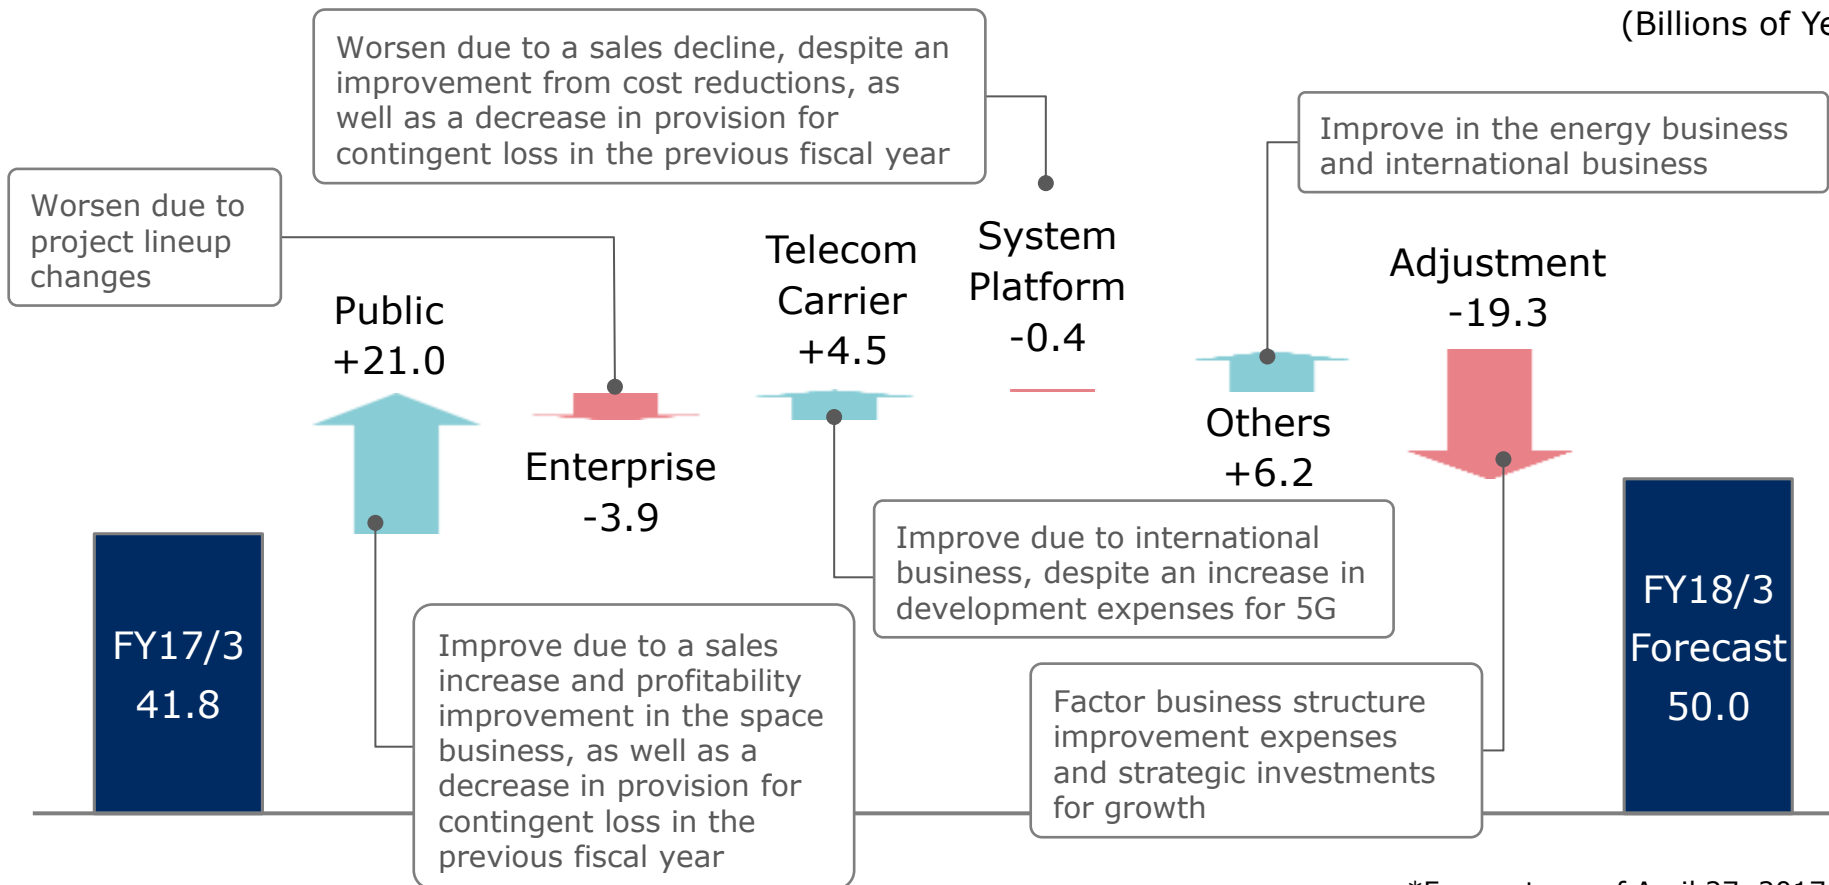 (Billions of Ye
Worsen due to a sales decline, despite an
improvement from cost reductions, as
well as a decrease in provision for
contingent loss in the previous fiscal year
Improve in the energy business
and international business
Worsen due to
project lineup
changes
Public
+21.0
Enterprise
-3.9
Telecom
Carrier
+4.5
System
Platform
-0.4
Others
+6.2
Adjustment
-19.3
Improve due to international
business, despite an increase in
development expenses for 5G
FY17/3
41.8
Improve due to a sales
increase and profitability
improvement in the space
business, as well as a
decrease in provision for
contingent loss in the
previous fiscal year
Factor business structure
improvement expenses
and strategic investments
for growth
FY18/3
Forecast
50.0